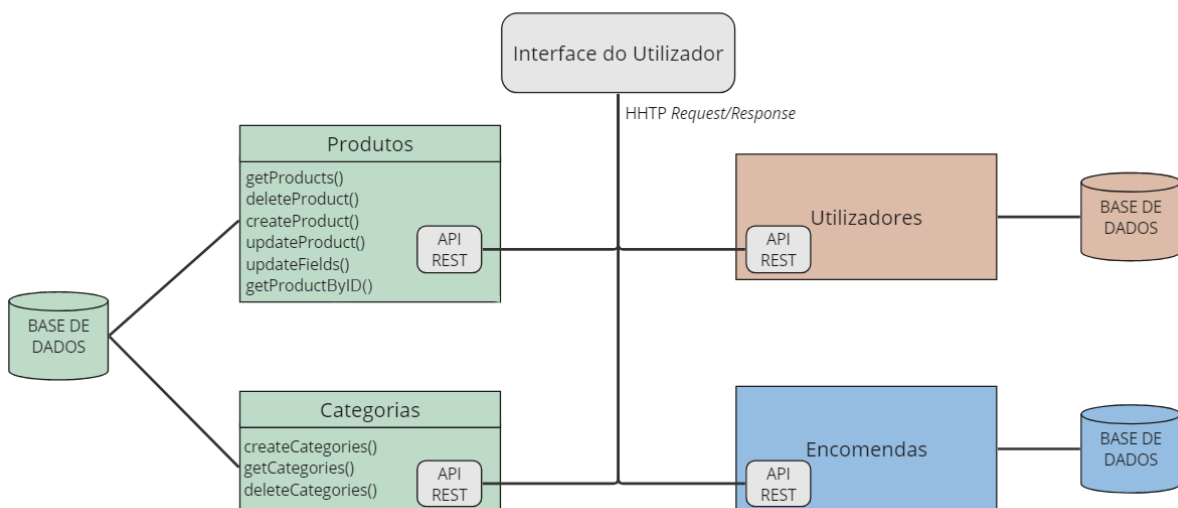 Interface do Utilizador
HHTP Request/Response
Produtos
getProducts()
deleteProduct()
createProduct()
updateProduct()
updateFields()
getProductByID()
API
REST
API
REST
Utilizadores
BASE DE
DADOS
BASE DE
DADOS
Categorias
createCategories()
getCategories()
deleteCategories()
API
REST
API
REST
Encomendas
BASE DE
DADOS